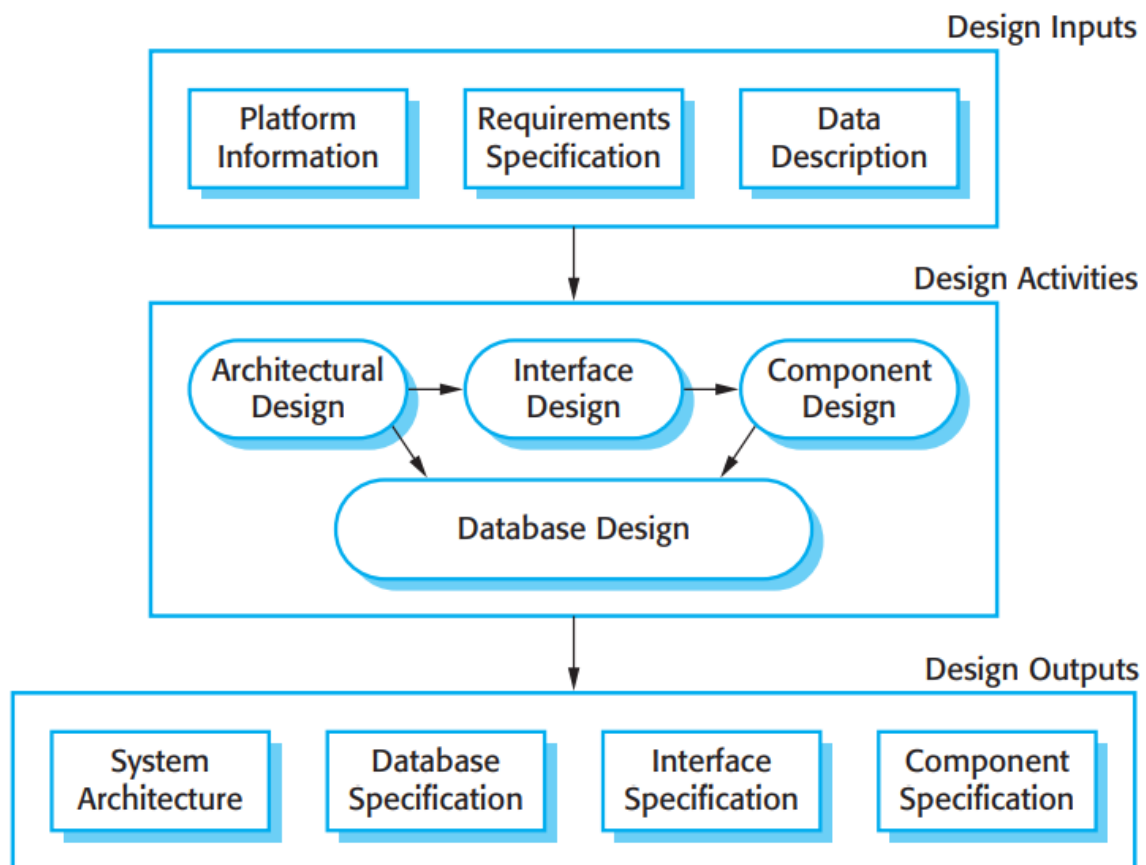 Design Inputs
Platform
Information
Requirements
Specification
Data
Description
Design Activities
Architectural
Design
Interface
Design
Component
Design
Database Design
Design Outputs
System
Architecture
Database
Specification
Interface
Specification
Component
Specification